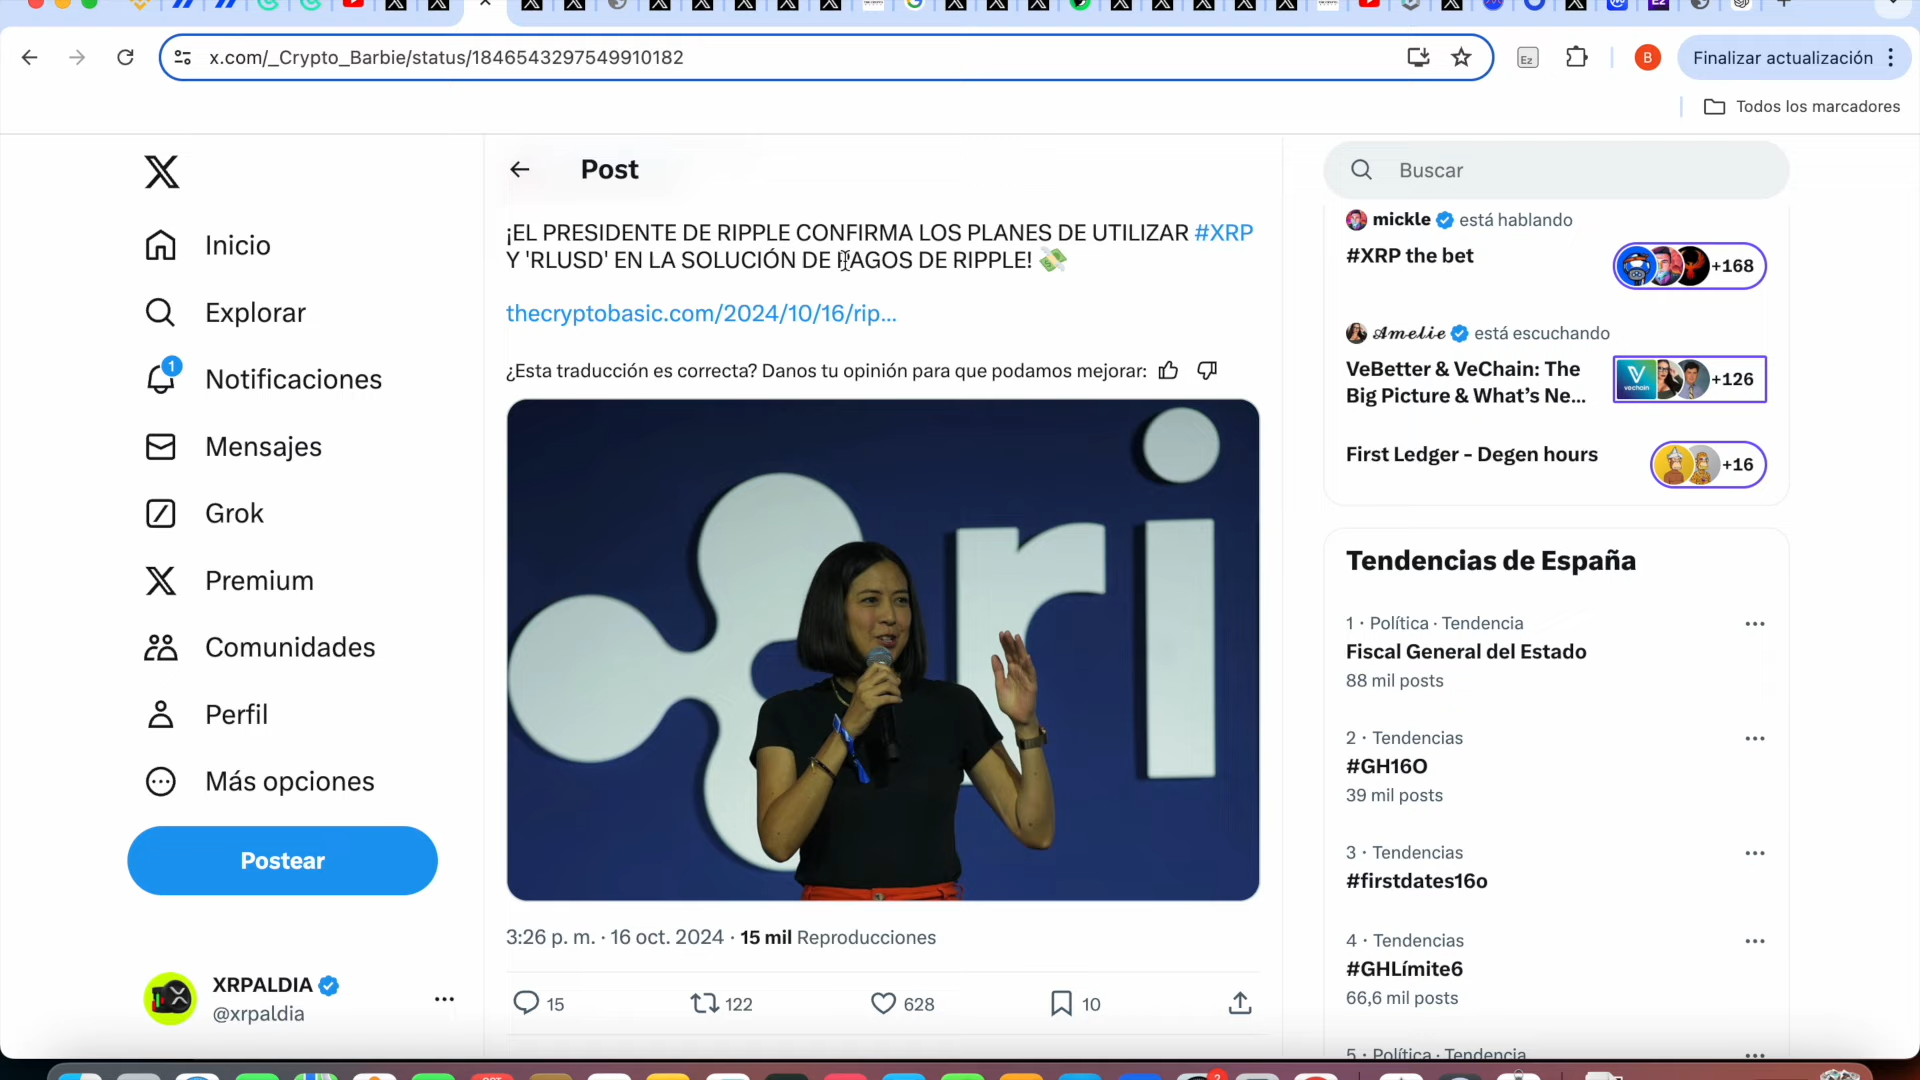 x.com/_Crypto_Barbie/status/1846543297549910182
Ez
B
Finalizar actualización
Todos los marcadores
Inicio
Explorar
1
Notificaciones
Mensajes
Grok
Premium
Comunidades
Perfil
Más opciones
Postear
XRPALDIA
@xrpaldia
Post
¡EL PRESIDENTE DE RIPPLE CONFIRMA LOS PLANES DE UTILIZAR #XRP
Y 'RLUSD' EN LA SOLUCIÓN DE PAGOS DE RIPPLE! 💸
thecryptobasic.com/2024/10/16/rip...
¿Esta traducción es correcta? Danos tu opinión para que podamos mejorar:
ri
3:26 p. m. · 16 oct. 2024 · 15 mil Reproducciones
15
122
628
10
Buscar
mickle está hablando
#XRP the bet
+168
𝓐𝓶𝓮𝓵𝓲𝓮 está escuchando
VeBetter & VeChain: The
Big Picture & What’s Ne...
vechain
+126
First Ledger - Degen hours
+16
Tendencias de España
1 · Política · Tendencia
Fiscal General del Estado
88 mil posts
2 · Tendencias
#GH16O
39 mil posts
3 · Tendencias
#firstdates16o
4 · Tendencias
#GHLímite6
66,6 mil posts
5 · Política · Tendencia